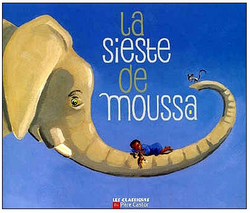 la
sieste
de
moussa
LES CLASSIQUES
DU Père Castor